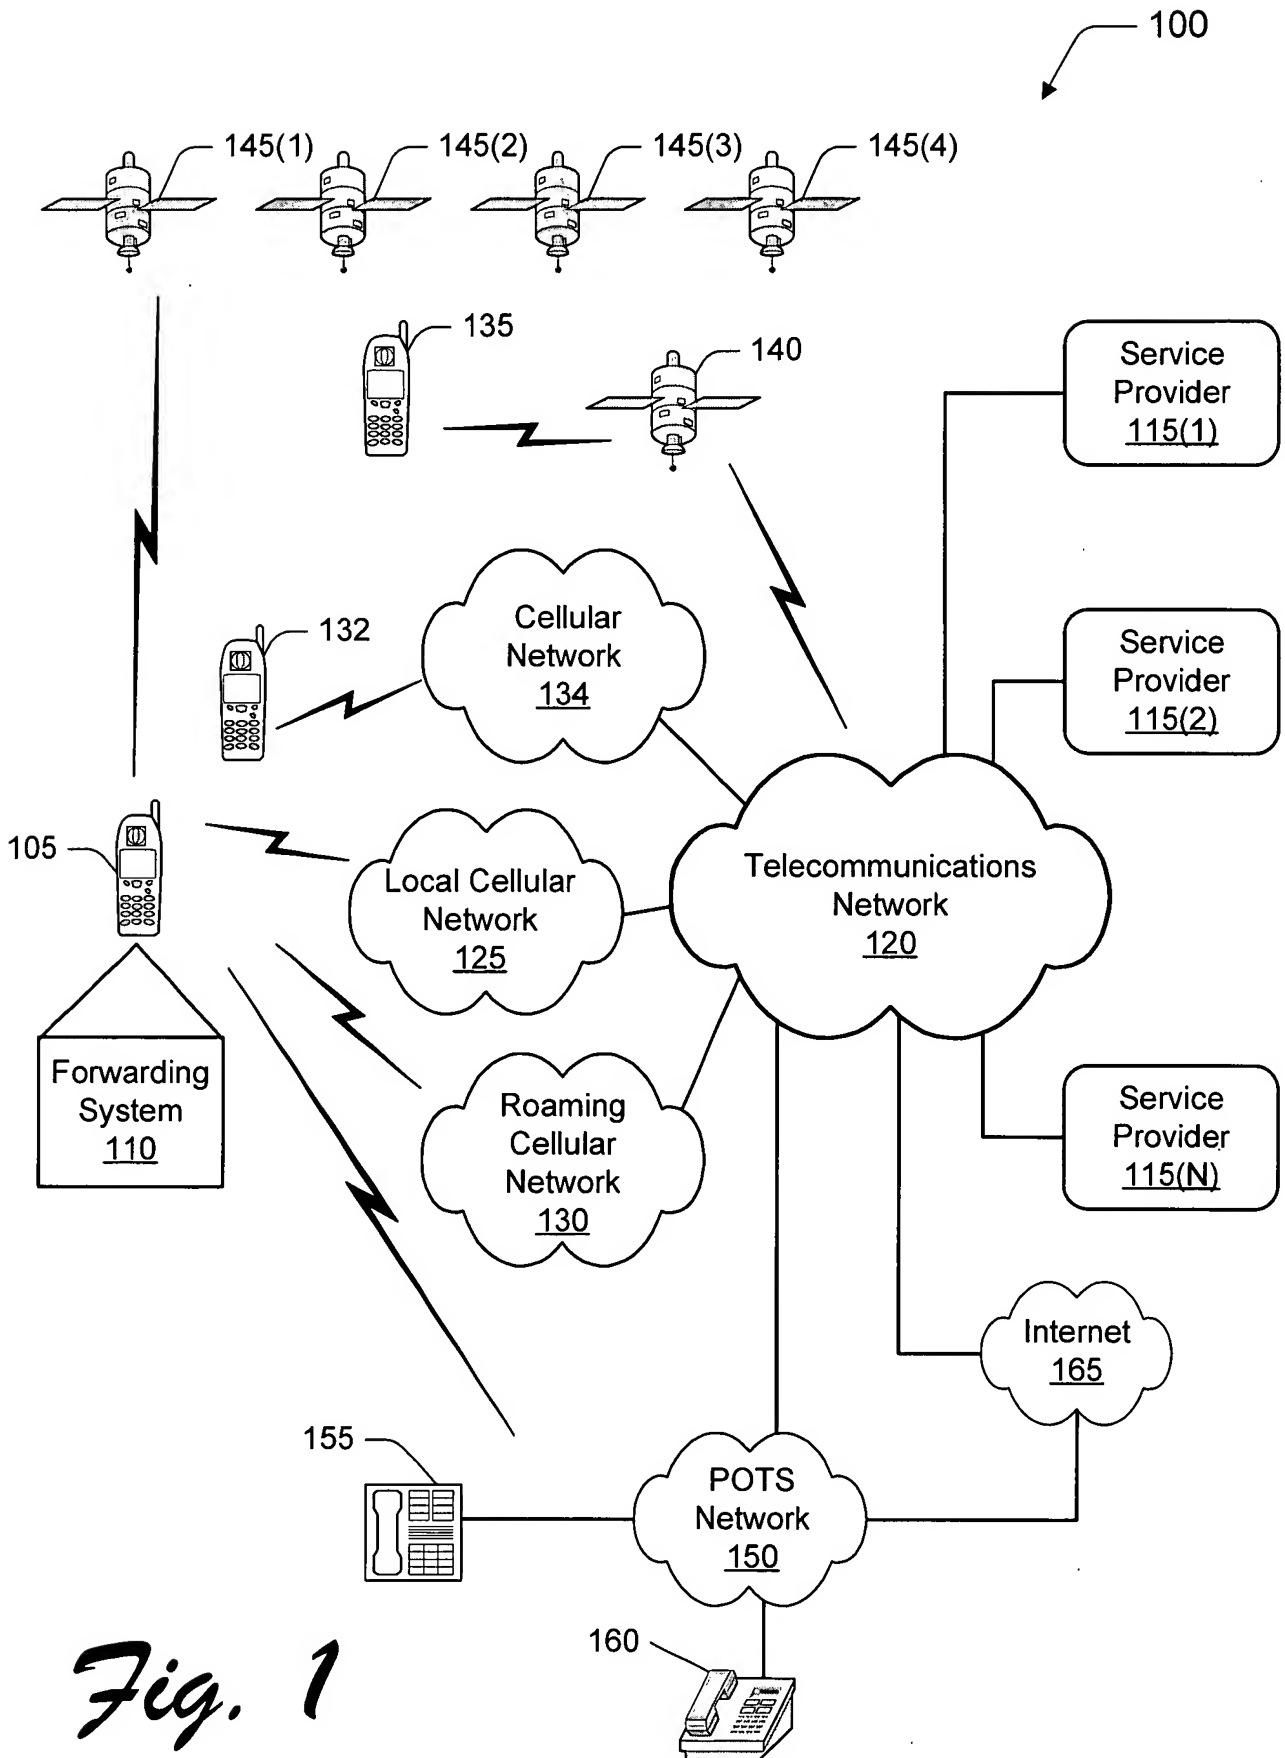 100
145(1)
145(2)
145(3)
145(4)
135
140
Service
Provider
115(1)
132
Cellular
Network
134
Service
Provider
115(2)
105
Local Cellular
Network
125
Telecommunications
Network
120
Forwarding
System
110
Roaming
Cellular
Network
130
Service
Provider
115(N)
Internet
165
155
POTS
Network
150
160
Fig. 1